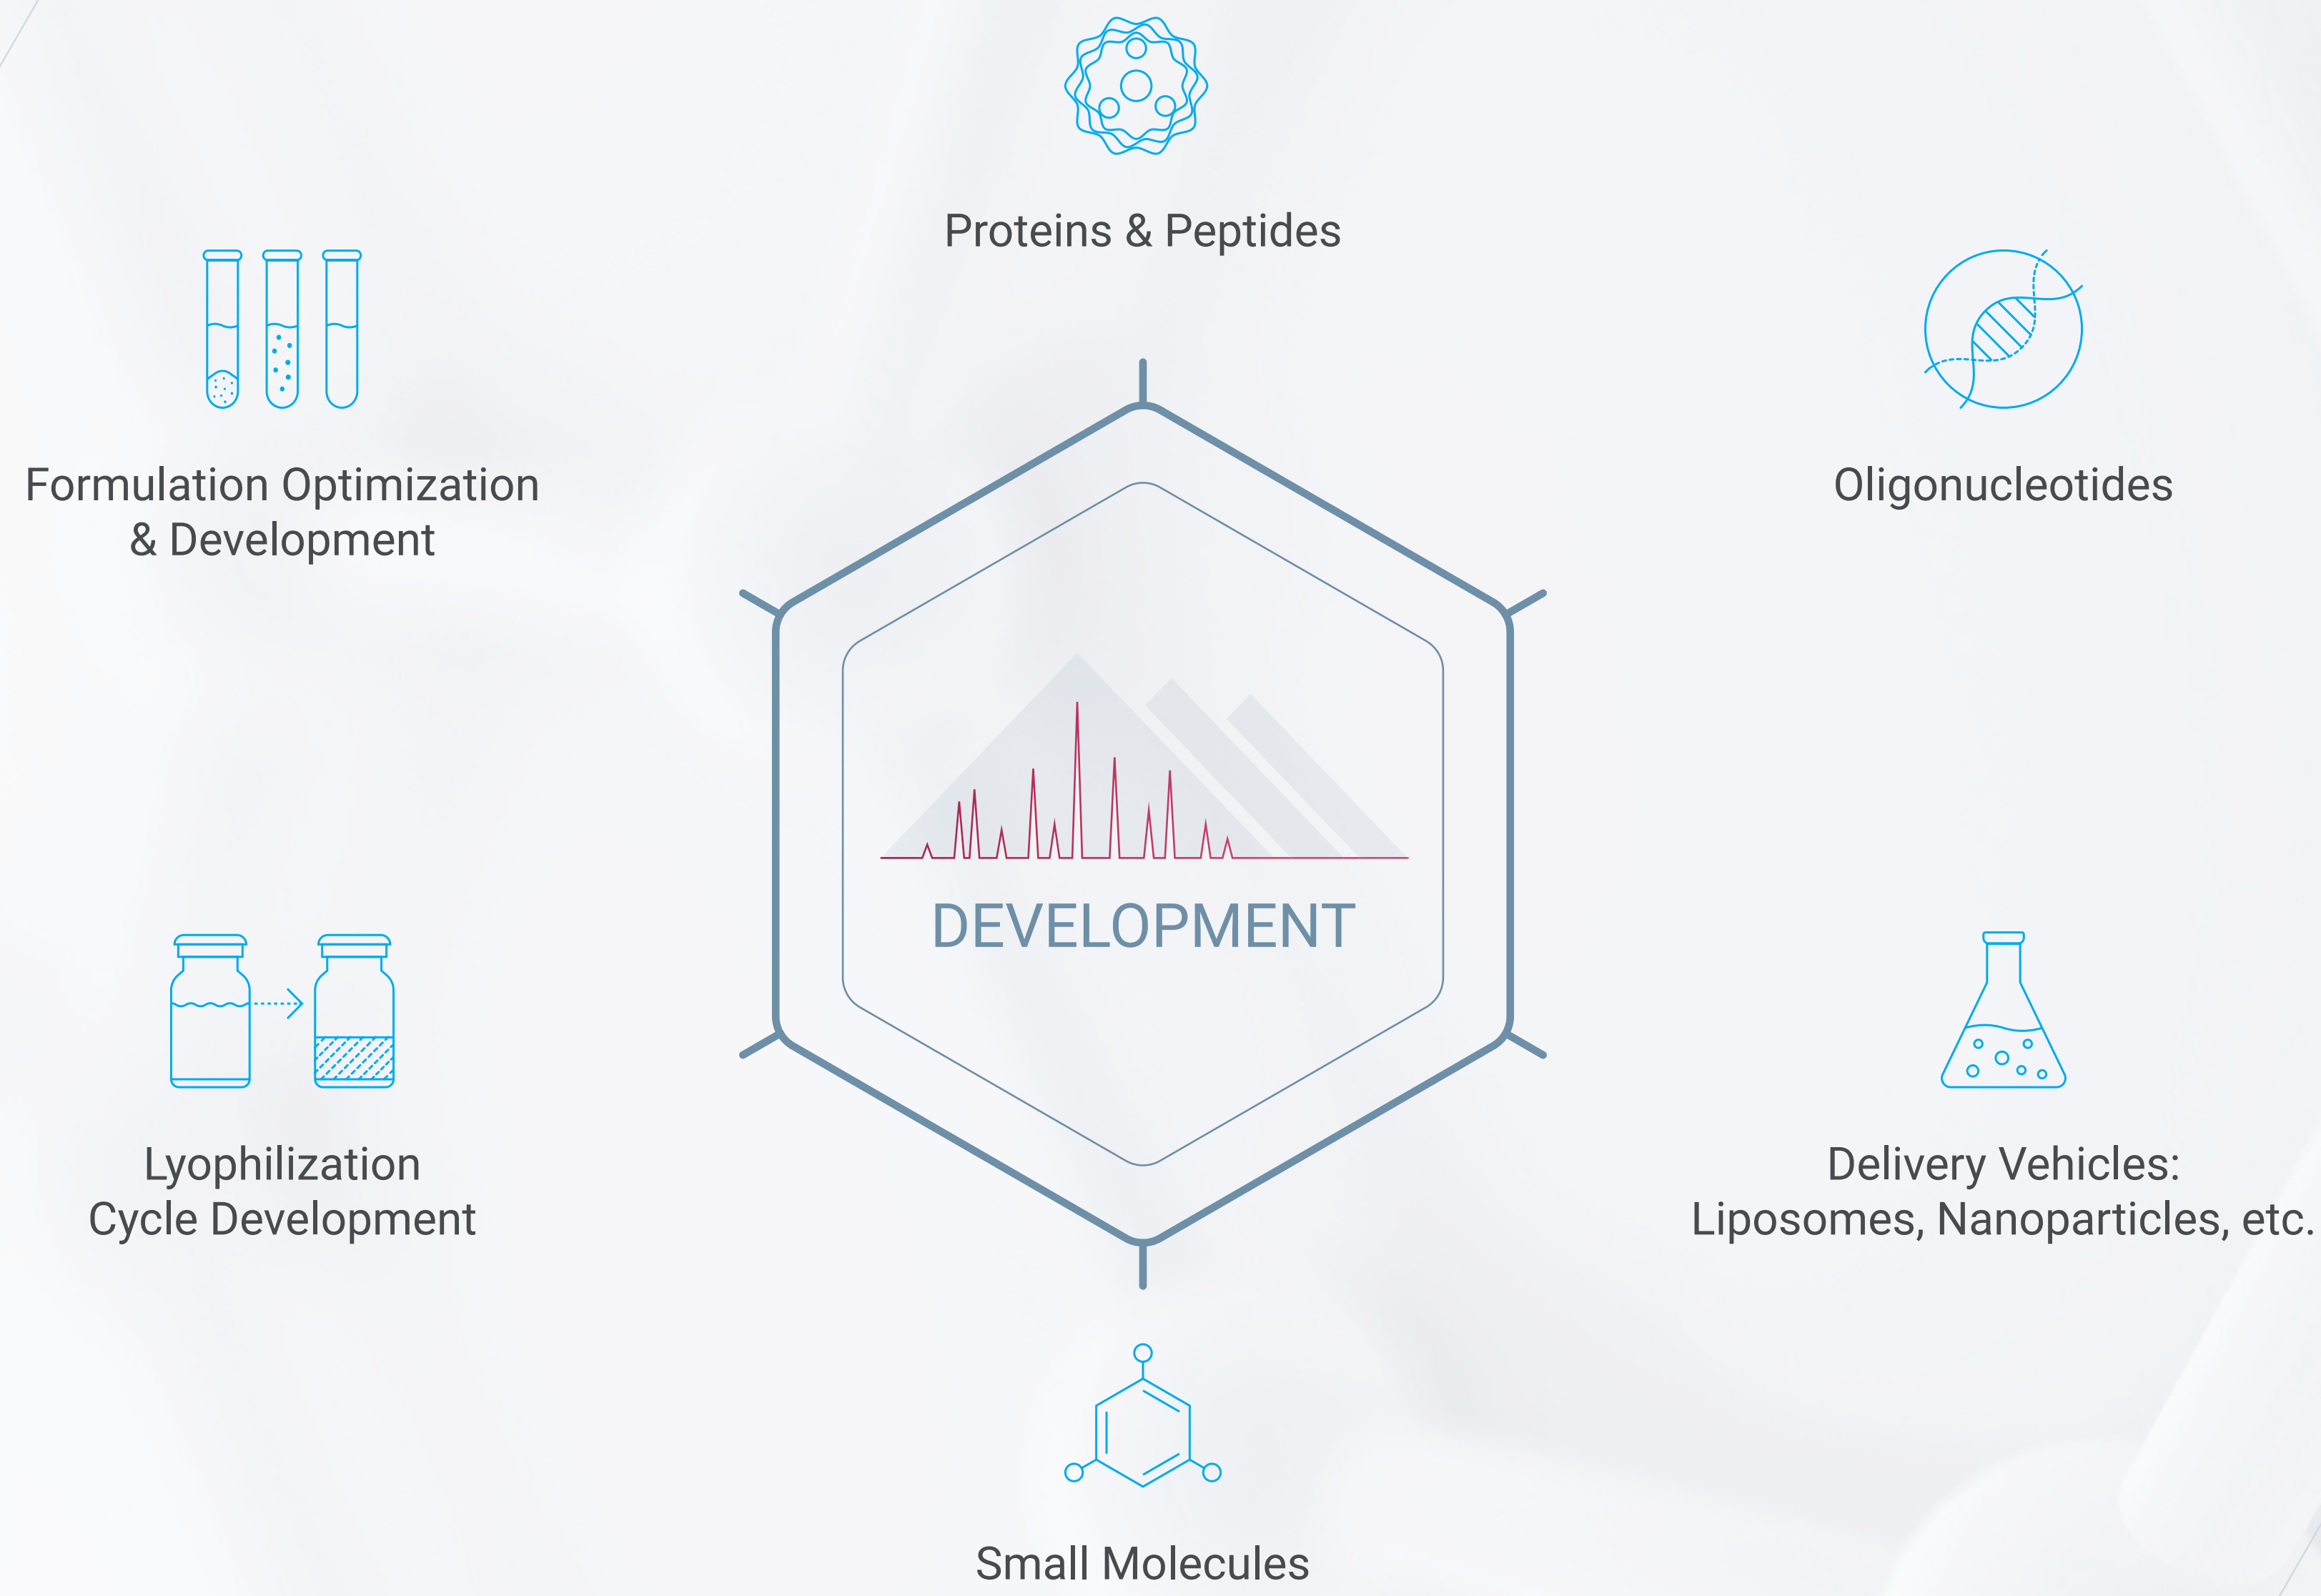 Proteins & Peptides
Formulation Optimization
& Development
Oligonucleotides
DEVELOPMENT
Lyophilization
Cycle Development
Delivery Vehicles:
Liposomes, Nanoparticles, etc.
Small Molecules